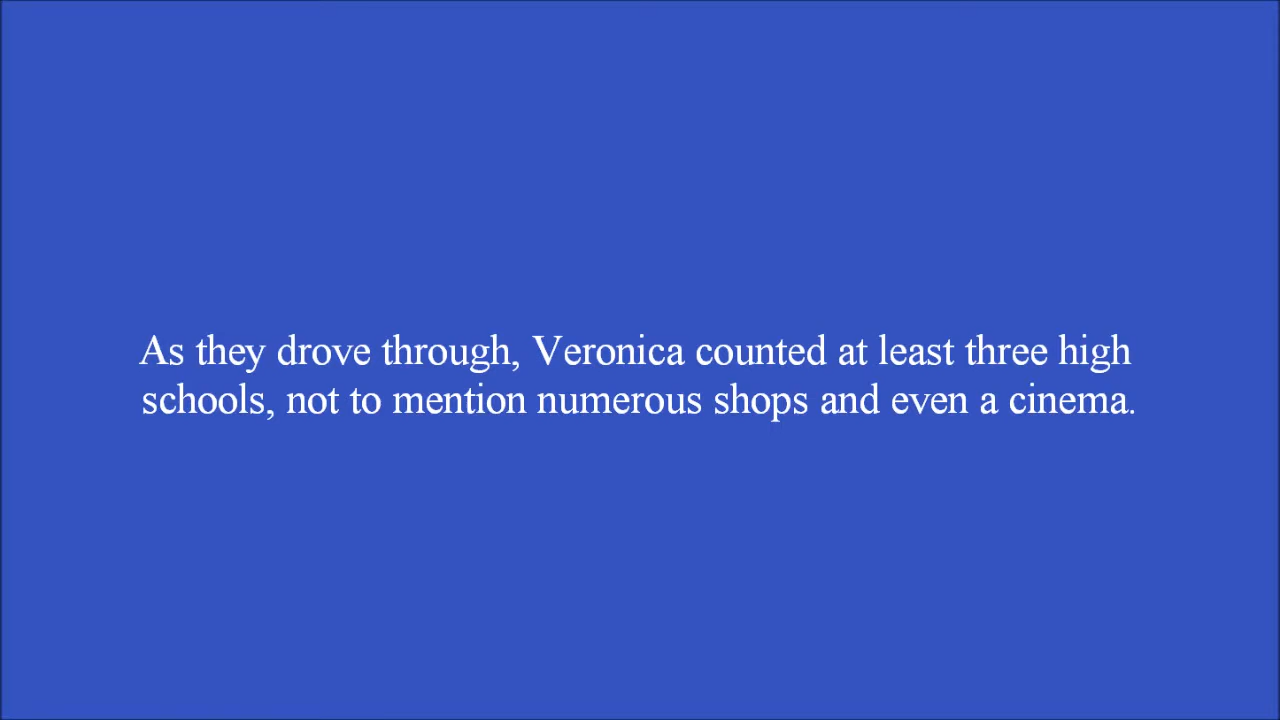 As they drove through, Veronica counted at least three high
schools, not to mention numerous shops and even a cinema.